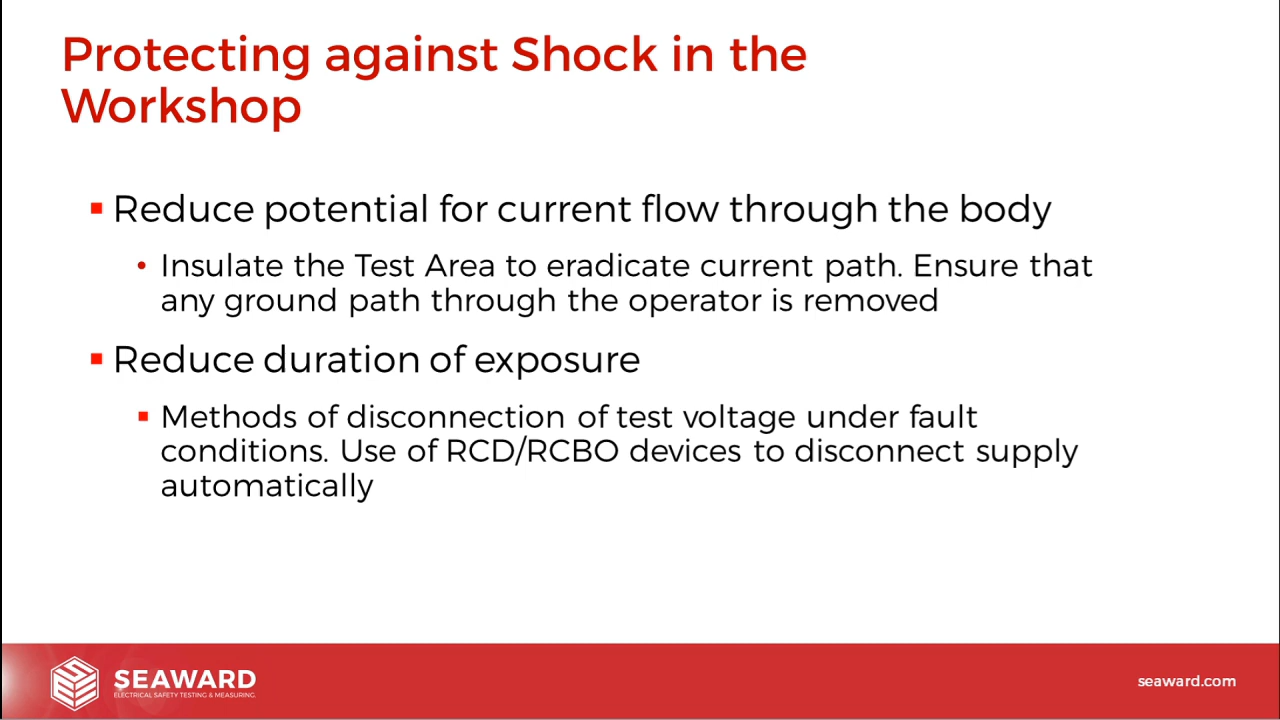 Protecting against Shock in the
Workshop
Reduce potential for current flow through the body
Insulate the Test Area to eradicate current path. Ensure that
any ground path through the operator is removed
Reduce duration of exposure
Methods of disconnection of test voltage under fault
conditions. Use of RCD/RCBO devices to disconnect supply
automatically
SEAWARD
ELECTRICAL SAFETY TESTING & MEASURING.
seaward.com